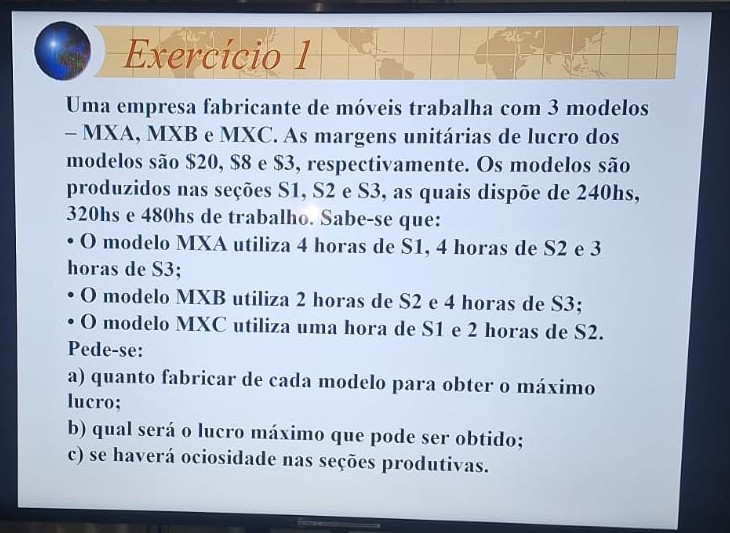 Exercício 1
Uma empresa fabricante de móveis trabalha com 3 modelos
– MXA, MXB e MXC. As margens unitárias de lucro dos
modelos são $20, $8 e $3, respectivamente. Os modelos são
produzidos nas seções S1, S2 e S3, as quais dispõe de 240hs,
320hs e 480hs de trabalho. Sabe-se que:
• O modelo MXA utiliza 4 horas de S1, 4 horas de S2 e 3
horas de S3;
• O modelo MXB utiliza 2 horas de S2 e 4 horas de S3;
• O modelo MXC utiliza uma hora de S1 e 2 horas de S2.
Pede-se:
a) quanto fabricar de cada modelo para obter o máximo
lucro;
b) qual será o lucro máximo que pode ser obtido;
c) se haverá ociosidade nas seções produtivas.